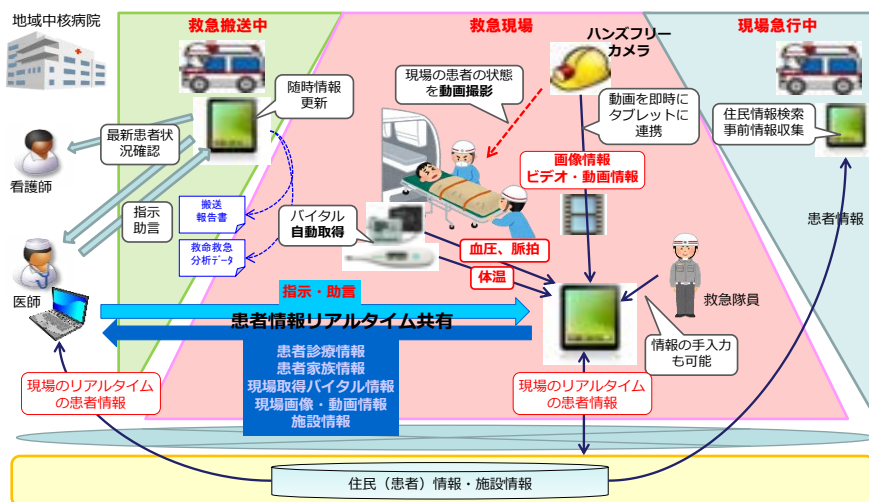 地域中核病院
救急搬送中
救急現場
現場急行中
ハンズフリー
カメラ
随時情報
更新
現場の患者の状態
を動画撮影
動画を即時に
タブレットに
連携
住民情報検索
事前情報収集
最新患者状
況確認
看護師
画像情報
ビデオ・動画情報
指示
助言
搬送
報告書
バイタル
自動取得
患者情報
救命救急
分析データ
血圧、脈拍
体温
医師
救急隊員
指示・助言
患者情報リアルタイム共有
情報の手入力
も可能
患者診療情報
患者家族情報
現場取得バイタル情報
現場画像・動画情報
施設情報
現場のリアルタイム
の患者情報
現場のリアルタイム
の患者情報
住民（患者）情報・施設情報